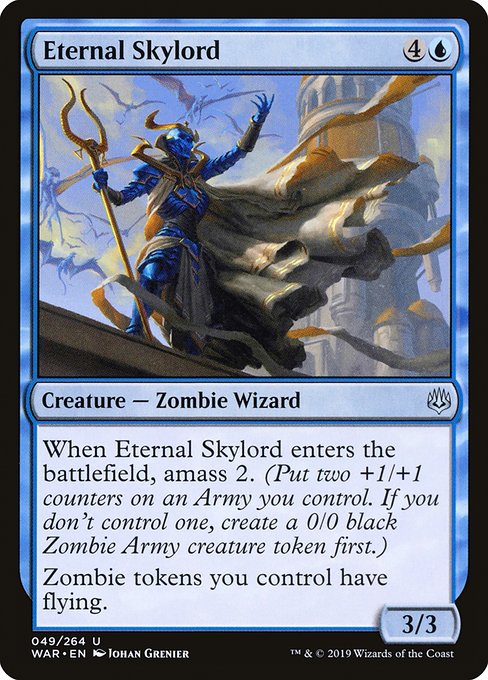 Eternal Skylord 4
Creature — Zombie Wizard
When Eternal Skylord enters the
battlefield, amass 2. (Put two +1/+1
counters on an Army you control. If you
don't control one, create a 0/0 black
Zombie Army creature token first.)
Zombie tokens you control have
flying.
3/3
049/264 U
WAR • EN Johan Grenier
™ & © 2019 Wizards of the Coast